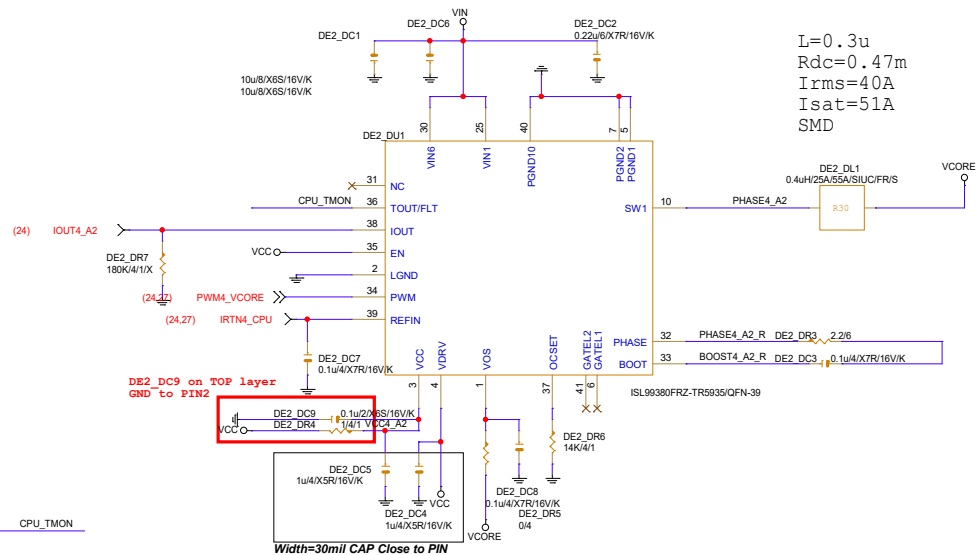 VIN
DE2_DC6
DE2_DC2
DE2_DC1
0.22u/6/X7R/16V/K
L=0.3u
Rdc=0.47m
Irms=40A
Isat=51A
SMD
10u/8/X6S/16V/K
10u/8/X6S/16V/K
DE2_DU1
30
25
40
7
5
VIN6
VIN1
PGND10
PGND2
PGND1
31
NC
CPU_TMON
36
TOUT/FLT
(24)
IOUT4_A2
38
IOUT
VCC
35
EN
DE2_DR7
180K/4/1/X
2
LGND
(24,27)
PWM4_VCORE
34
PWM
(24,27)
IRTN4_CPU
39
REFIN
SW1
10
PHASE4_A2
DE2_DL1
0.4uH/25A/55A/SIUC/FR/S
R30
VCORE
PHASE
32
PHASE4_A2_R
DE2_DR3
2.2/6
BOOT
33
BOOST4_A2_R
DE2_DC3
0.1u/4/X7R/16V/K
VCC
VDRV
VOS
OCSET
GATEL2
GATEL1
3
4
1
37
41
6
ISL99380FRZ-TR5935/QFN-39
DE2_DC7
0.1u/4/X7R/16V/K
DE2_DC9 on TOP layer
GND to PIN2
DE2_DC9
0.1u/2/X6S/16V/K
VCC
DE2_DR4
1/4/1
VCC4_A2
DE2_DR6
14K/4/1
DE2_DC5
1u/4/X5R/16V/K
DE2_DC4
1u/4/X5R/16V/K
VCC
DE2_DC8
0.1u/4/X7R/16V/K
DE2_DR5
0/4
VCORE
CPU_TMON
Width=30mil CAP Close to PIN